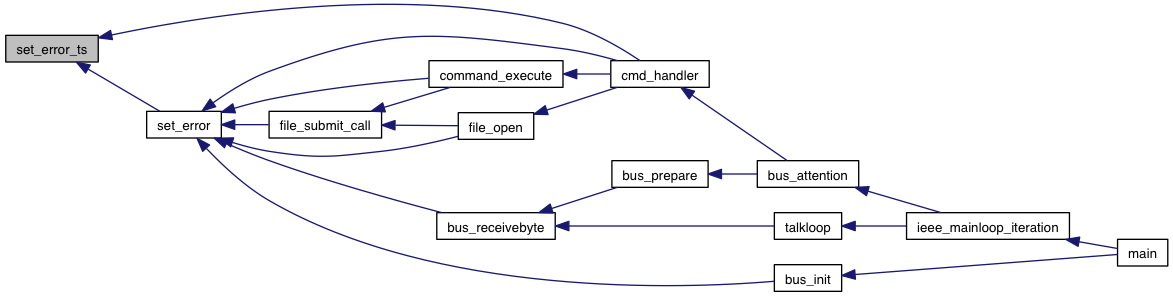 set_error_ts
set_error
command_execute
cmd_handler
file_submit_call
file_open
bus_prepare
bus_attention
bus_receivebyte
talkloop
ieee_mainloop_iteration
main
bus_init